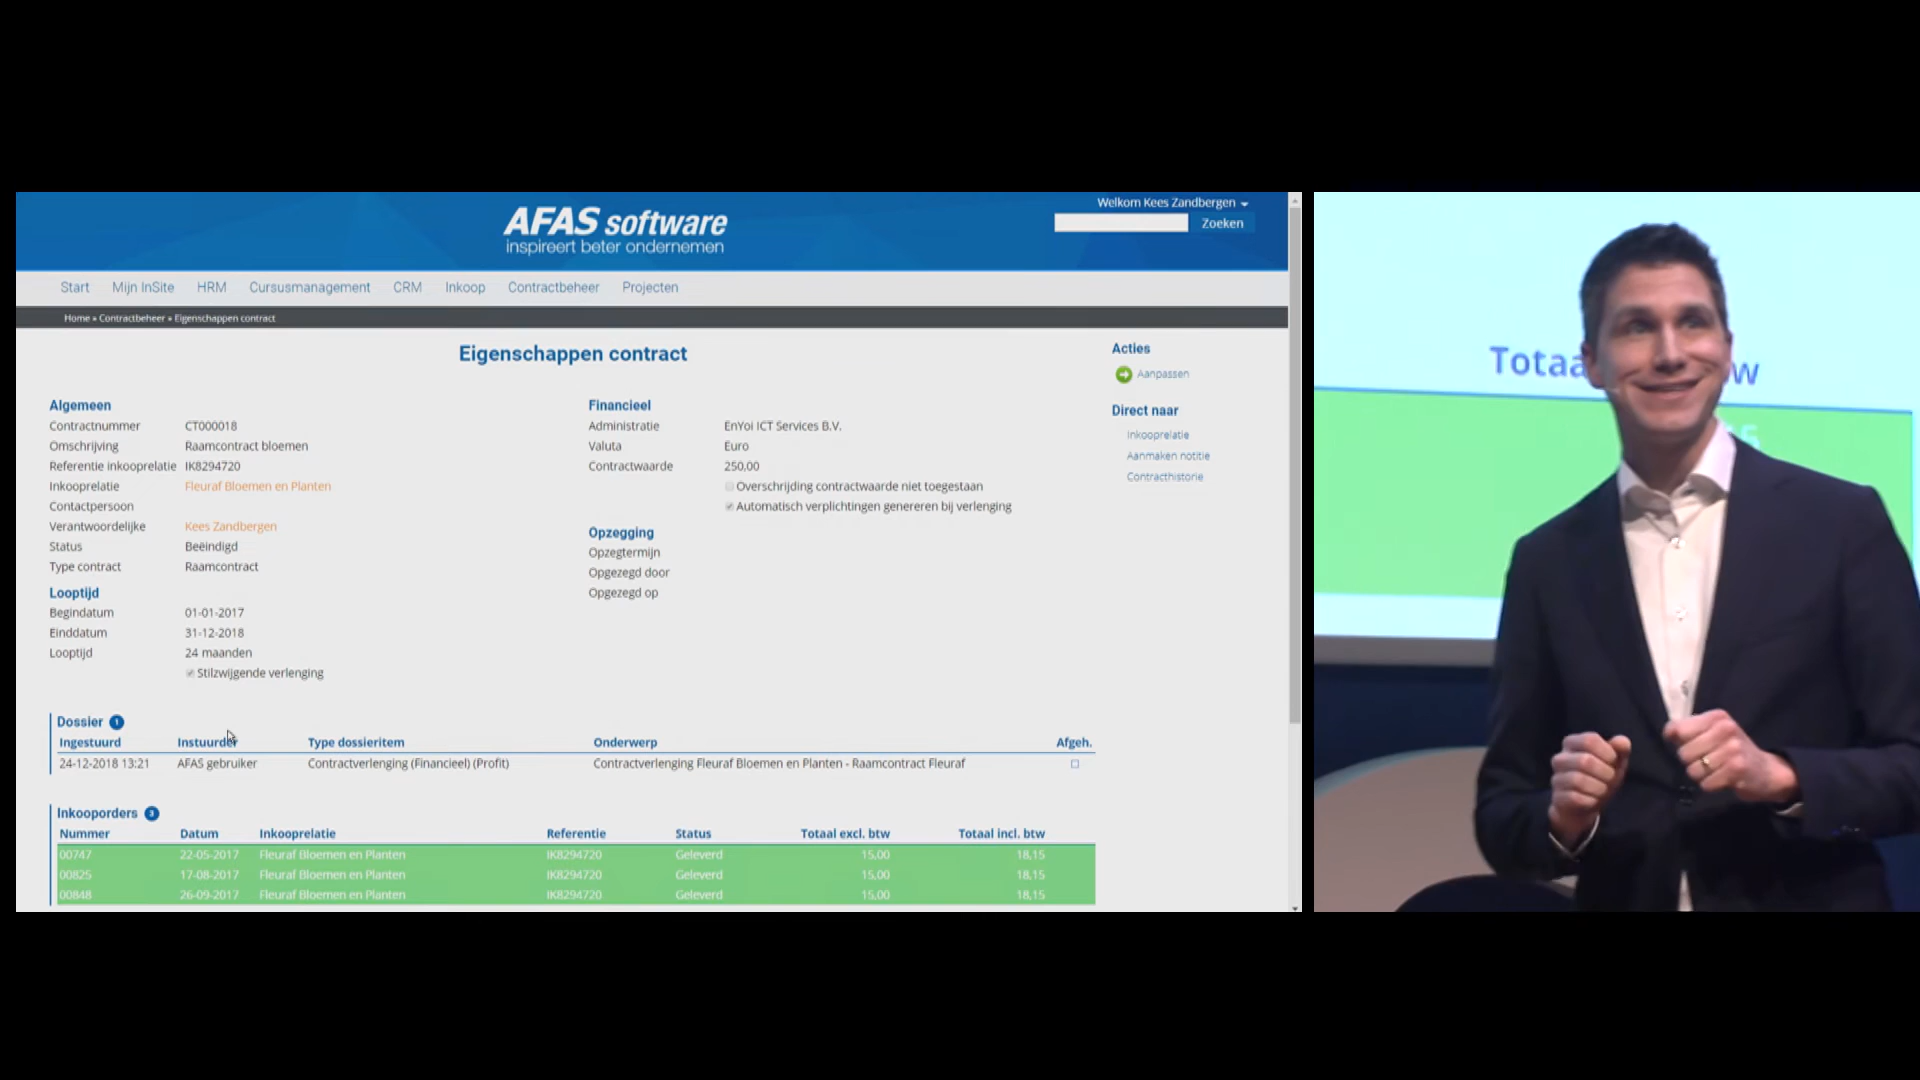 AFAS software
inspireert beter ondernemen
Welkom Kees Zandbergen
Zoeken
Start Mijn InSite HRM Cursusmanagement CRM Inkoop Contractbeheer Projecten
Home » Contractbeheer » Eigenschappen contract
Eigenschappen contract
Algemeen
Contractnummer CT000018
Omschrijving Raamcontract bloemen
Referentie inkooprelatie IK8294720
Inkooprelatie Fleuraf Bloemen en Planten
Contactpersoon
Verantwoordelijke Kees Zandbergen
Status Beëindigd
Type contract Raamcontract
Looptijd
Begindatum 01-01-2017
Einddatum 31-12-2018
Looptijd 24 maanden
Stilzwijgende verlenging
Financieel
Administratie EnYoi ICT Services B.V.
Valuta Euro
Contractwaarde 250,00
Overschrijding contractwaarde niet toegestaan
Automatisch verplichtingen genereren bij verlenging
Opzegging
Opzegtermijn
Opgezegd door
Opgezegd op
Acties
Aanpassen
Direct naar
Inkooprelatie
Aanmaken notitie
Contracthistorie
Dossier 1
Ingestuurd Instuurder Type dossieritem Onderwerp Afgeh.
24-12-2018 13:21 AFAS gebruiker Contractverlenging (Financieel) (Profit) Contractverlenging Fleuraf Bloemen en Planten - Raamcontract Fleuraf
Inkooporders 3
Nummer Datum Inkooprelatie Referentie Status Totaal excl. btw Totaal incl. btw
00747 22-05-2017 Fleuraf Bloemen en Planten IK8294720 Geleverd 15,00 18,15
00825 17-08-2017 Fleuraf Bloemen en Planten IK8294720 Geleverd 15,00 18,15
00848 26-09-2017 Fleuraf Bloemen en Planten IK8294720 Geleverd 15,00 18,15